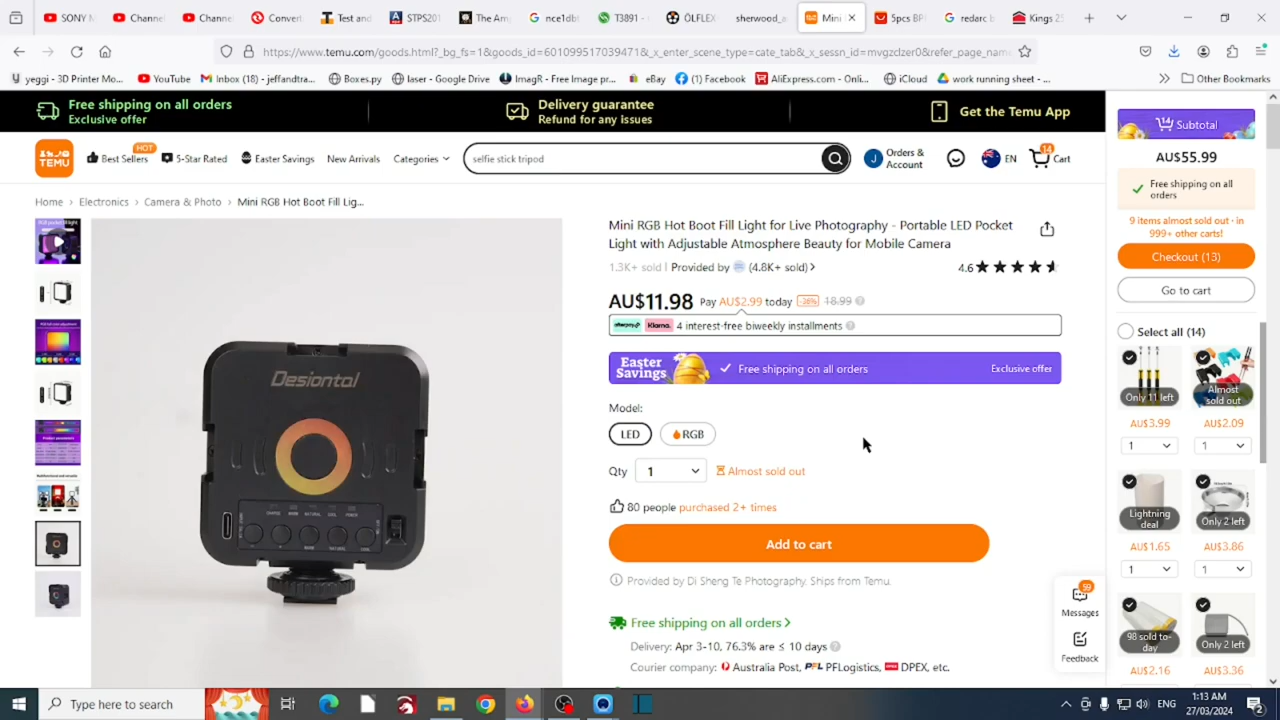 SONY M
Channel
Channel
Convert
Test and
STPS201
The Am
nce1db
T3891 -
ÖLFLEX
sherwood_a
Mini
5pcs BP
redarc b
Kings 25
https://www.temu.com/goods.html?_bg_fs=1&goods_id=601099517039471&_x_enter_scene_type=cate_tab&_x_sessn_id=mvgzclzer0&refer_page_name
yeggi - 3D Printer Mo...
YouTube
Inbox (18) - jeffandtra...
Boxes.py
laser - Google Drive
ImagR - Free Image pr...
eBay
(1) Facebook
AliExpress.com - Onli...
iCloud
work running sheet - ...
Other Bookmarks
Free shipping on all orders
Exclusive offer
Delivery guarantee
Refund for any issues
Get the Temu App
TEMU
Best Sellers
HOT
5-Star Rated
Easter Savings
New Arrivals
Categories
selfie stick tripod
J
Orders &
Account
EN
14
Cart
Home > Electronics > Camera & Photo > Mini RGB Hot Boot Fill Lig...
Desiontal
Mini RGB Hot Boot Fill Light for Live Photography - Portable LED Pocket
Light with Adjustable Atmosphere Beauty for Mobile Camera
1.3K+ sold | Provided by (4.8K+ sold) >
4.6
AU$11.98 Pay AU$2.99 today -36% 18.99
afterpay Klarna. 4 interest-free biweekly installments
Easter
Savings
Free shipping on all orders
Exclusive offer
Model:
LED
RGB
Qty
1
Almost sold out
80 people purchased 2+ times
Add to cart
Provided by Di Sheng Te Photography. Ships from Temu.
Free shipping on all orders >
Delivery: Apr 3-10, 76.3% are ≤ 10 days
Courier company: Australia Post, PFL PFLogistics, DPEX, etc.
Subtotal
AU$55.99
Free shipping on all
orders
9 items almost sold out · in
999+ other carts!
Checkout (13)
Go to cart
Select all (14)
Only 11 left
Almost
sold out
AU$3.99
AU$2.09
1
1
Lightning
deal
Only 2 left
AU$1.65
AU$3.86
1
1
98 sold to-
day
Only 2 left
AU$2.16
AU$3.36
59
Messages
Feedback
Type here to search
ENG
1:13 AM
27/03/2024
2